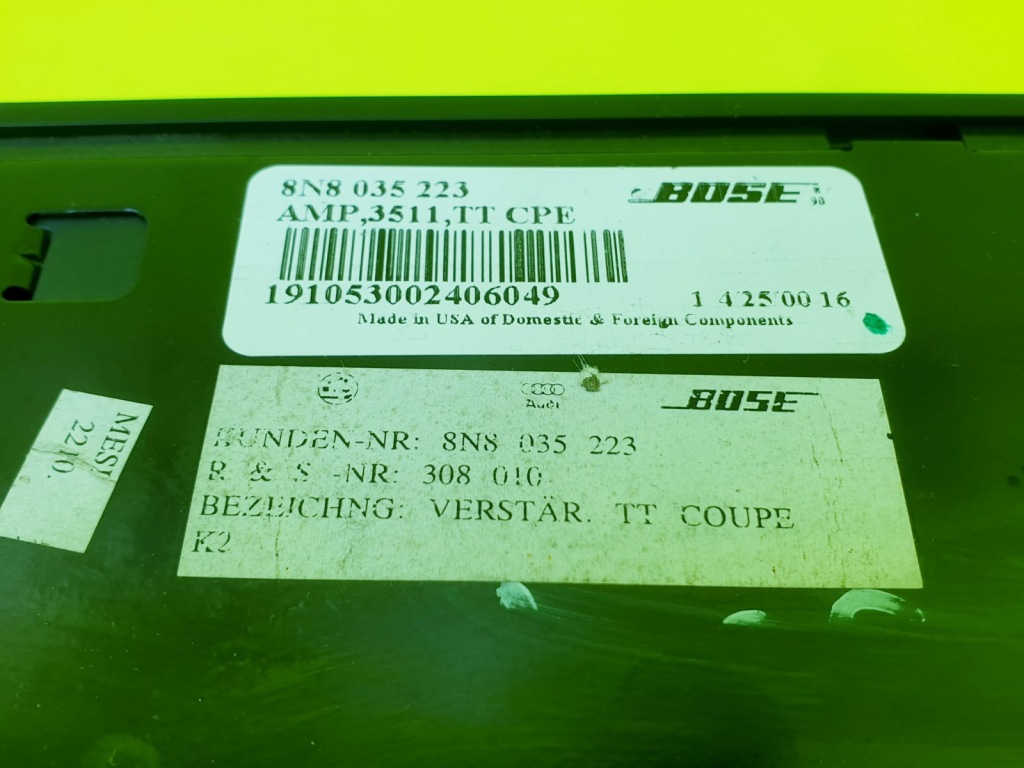 8N8 035 223
BOSE
AMP,3511,TT CPE
191053002406049
1 4 25 00 16
Made in USA of Domestic & Foreign Components
Audi
BOSE
KUNDEN-NR: 8N8 035 223
R & S -NR: 308 010
BEZEICHNG: VERSTÄR. TT COUPE
K2
2210.